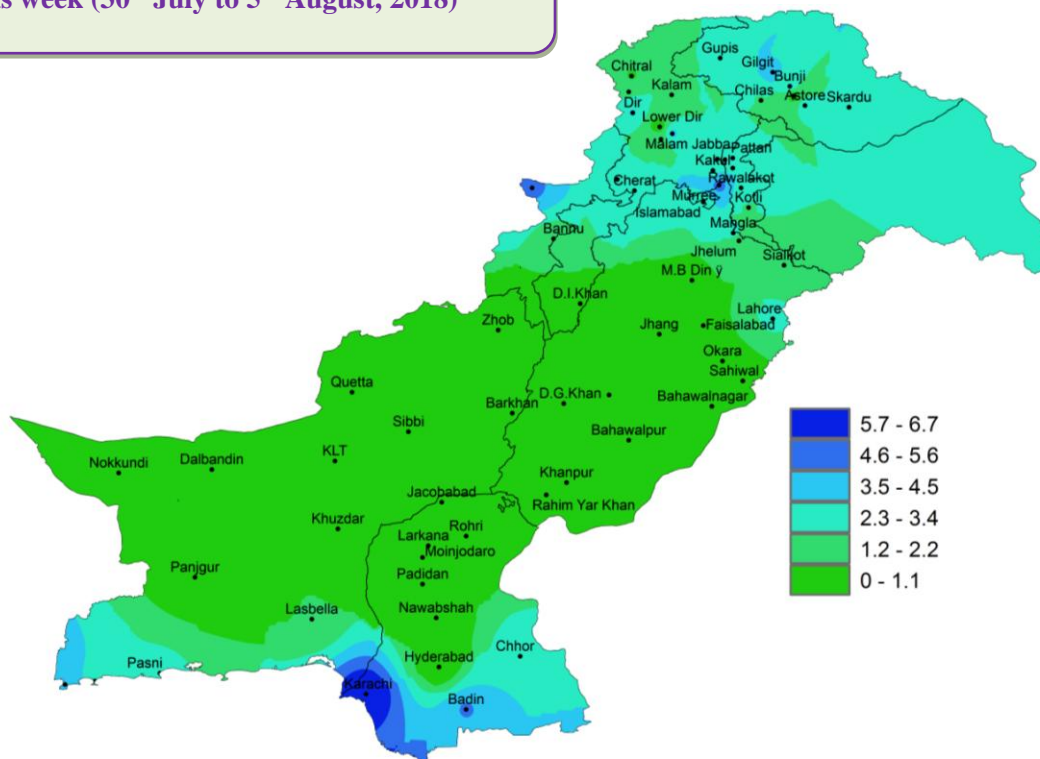 s week (30 July to 5 August, 2018)
Gupis
Gilgit
Chitral
Bunji
Kalam
Chilas
Astore
Skardu
Dir
Lower Dir
Malam Jabbar
Pattan
Kakul
Cherat
Rawalakot
Murree
Kotli
Islamabad
Bannu
Mangla
Jhelum
Sialkot
M.B Din ÿ
D.I.Khan
Lahore
Zhob
Jhang
Faisalabad
Okara
Sahiwal
Quetta
D.G.Khan
Bahawalnagar
Barkhan
Sibbi
Bahawalpur
Nokkundi
Dalbandin
KLT
Khanpur
Jacobabad
Rahim Yar Khan
Khuzdar
Rohri
Larkana
Moinjodaro
Panjgur
Padidan
Lasbella
Nawabshah
Chhor
Hyderabad
Pasni
Karachi
Badin
5.7 - 6.7
4.6 - 5.6
3.5 - 4.5
2.3 - 3.4
1.2 - 2.2
0 - 1.1